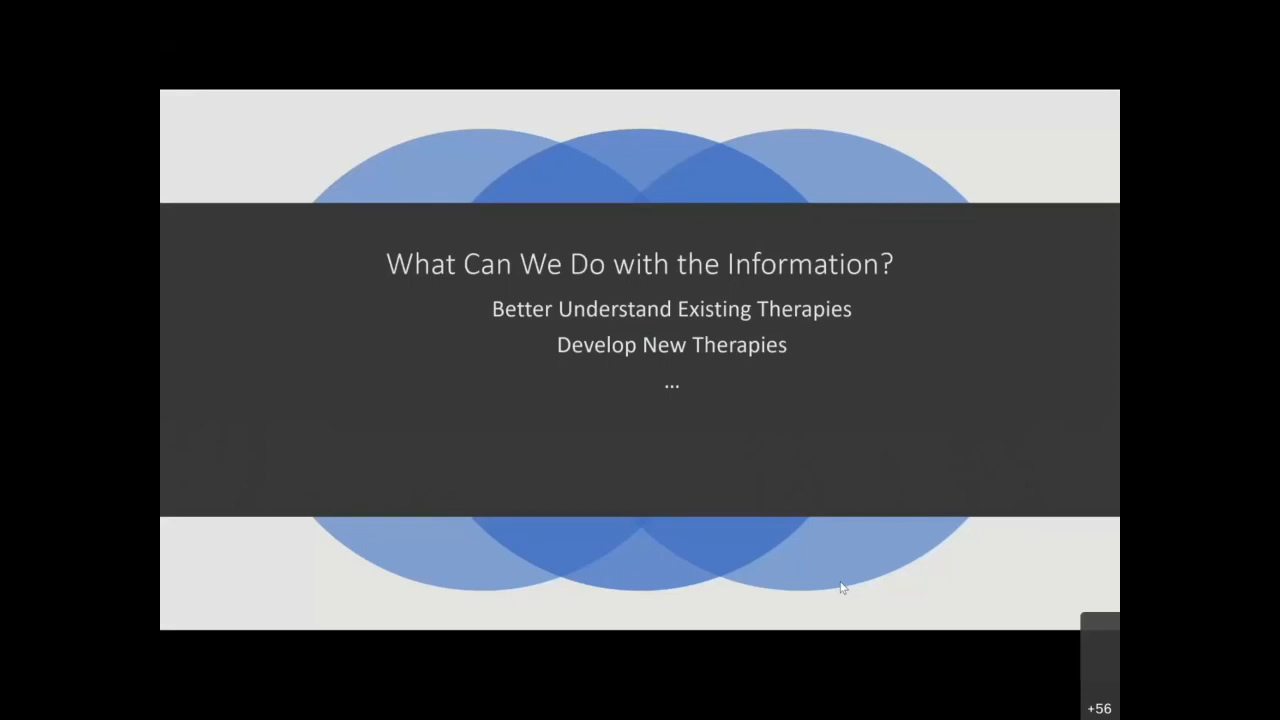 What Can We Do with the Information?
Better Understand Existing Therapies
Develop New Therapies
...
+56